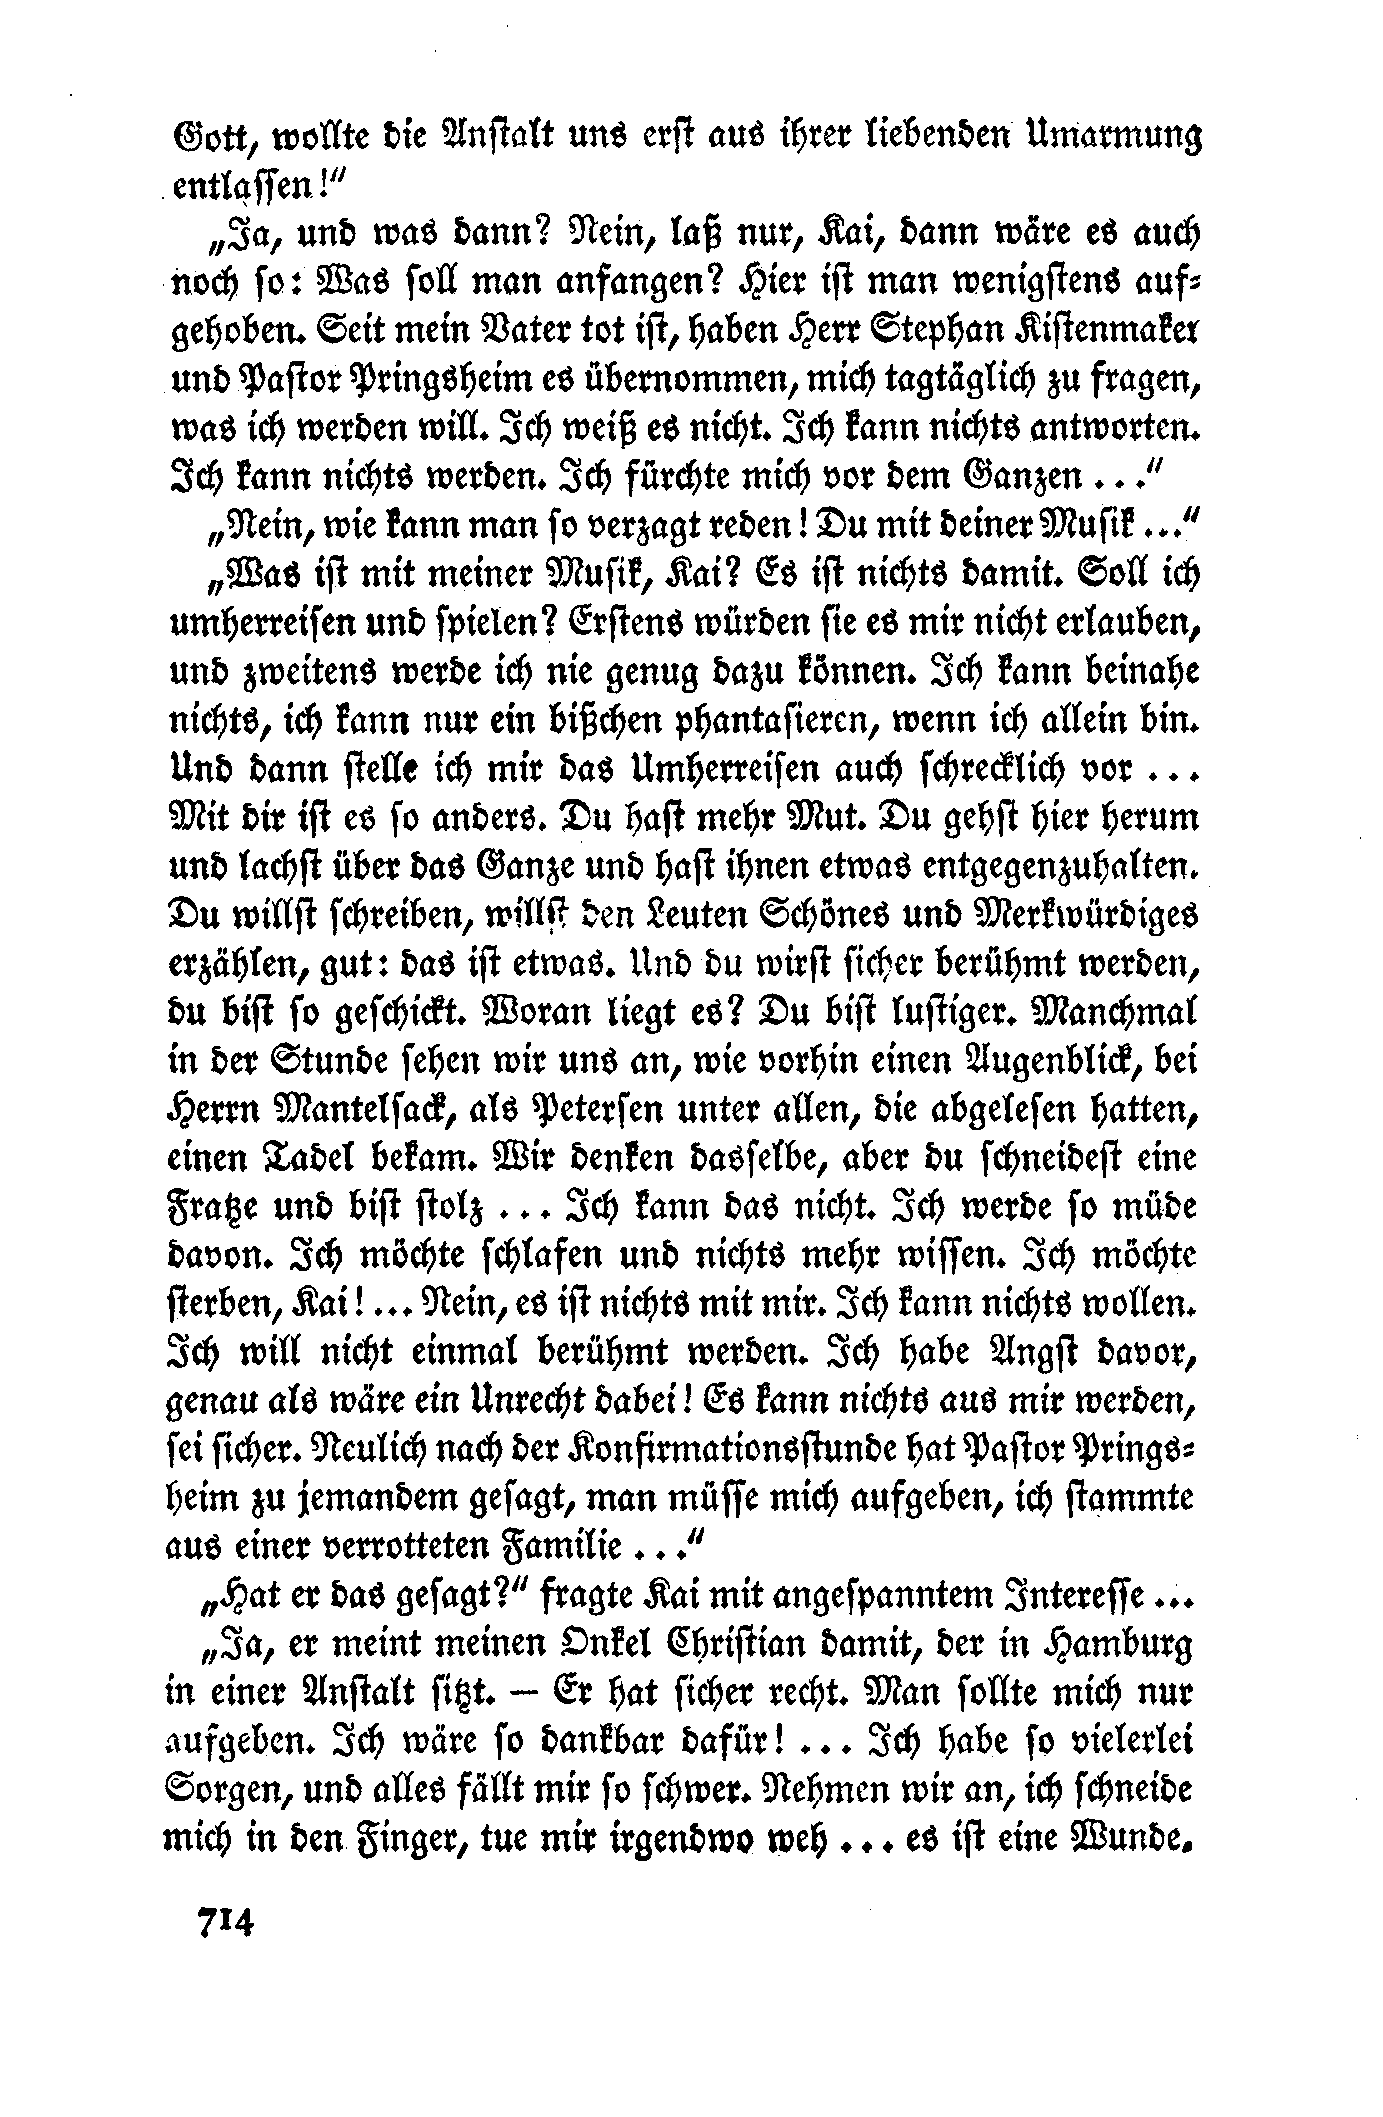 Gott, wollte die Anſtalt uns erſt aus ihrer liebenden Umarmung
entlaſſen!“
„Ja, und was dann? Nein, laß nur, Kai, dann wäre es auch
noch ſo: Was ſoll man anfangen? Hier iſt man wenigſtens auf⸗
gehoben. Seit mein Vater tot iſt, haben Herr Stephan Kiſtenmaker
und Paſtor Pringsheim es übernommen, mich tagtäglich zu fragen,
was ich werden will. Ich weiß es nicht. Ich kann nichts antworten.
Ich kann nichts werden. Ich fürchte mich vor dem Ganzen ...“
„Nein, wie kann man ſo verzagt reden! Du mit deiner Muſik ...“
„Was iſt mit meiner Muſik, Kai? Es iſt nichts damit. Soll ich
umherreiſen und ſpielen? Erſtens würden ſie es mir nicht erlauben,
und zweitens werde ich nie genug dazu können. Ich kann beinahe
nichts, ich kann nur ein bißchen phantaſieren, wenn ich allein bin.
Und dann ſtelle ich mir das Umherreiſen auch ſchrecklich vor ...
Mit dir iſt es ſo anders. Du haſt mehr Mut. Du gehſt hier herum
und lachſt über das Ganze und haſt ihnen etwas entgegenzuhalten.
Du willſt ſchreiben, willſt den Leuten Schönes und Merkwürdiges
erzählen, gut: das iſt etwas. Und du wirſt ſicher berühmt werden,
du biſt ſo geſchickt. Woran liegt es? Du biſt luſtiger. Manchmal
in der Stunde ſehen wir uns an, wie vorhin einen Augenblick, bei
Herrn Mantelſack, als Peterſen unter allen, die abgeleſen hatten,
einen Tadel bekam. Wir denken dasſelbe, aber du ſchneideſt eine
Fratze und biſt ſtolz ... Ich kann das nicht. Ich werde ſo müde
davon. Ich möchte ſchlafen und nichts mehr wiſſen. Ich möchte
ſterben, Kai! ... Nein, es iſt nichts mit mir. Ich kann nichts wollen.
Ich will nicht einmal berühmt werden. Ich habe Angſt davor,
genau als wäre ein Unrecht dabei! Es kann nichts aus mir werden,
ſei ſicher. Neulich nach der Konfirmationsſtunde hat Paſtor Prings⸗
heim zu jemandem geſagt, man müſſe mich aufgeben, ich ſtammte
aus einer verrotteten Familie ...“
„Hat er das geſagt?“ fragte Kai mit angeſpanntem Intereſſe ...
„Ja, er meint meinen Onkel Chriſtian damit, der in Hamburg
in einer Anſtalt ſitzt. — Er hat ſicher recht. Man ſollte mich nur
aufgeben. Ich wäre ſo dankbar dafür! ... Ich habe ſo vielerlei
Sorgen, und alles fällt mir ſo ſchwer. Nehmen wir an, ich ſchneide
mich in den Finger, tue mir irgendwo weh ... es iſt eine Wunde.
714